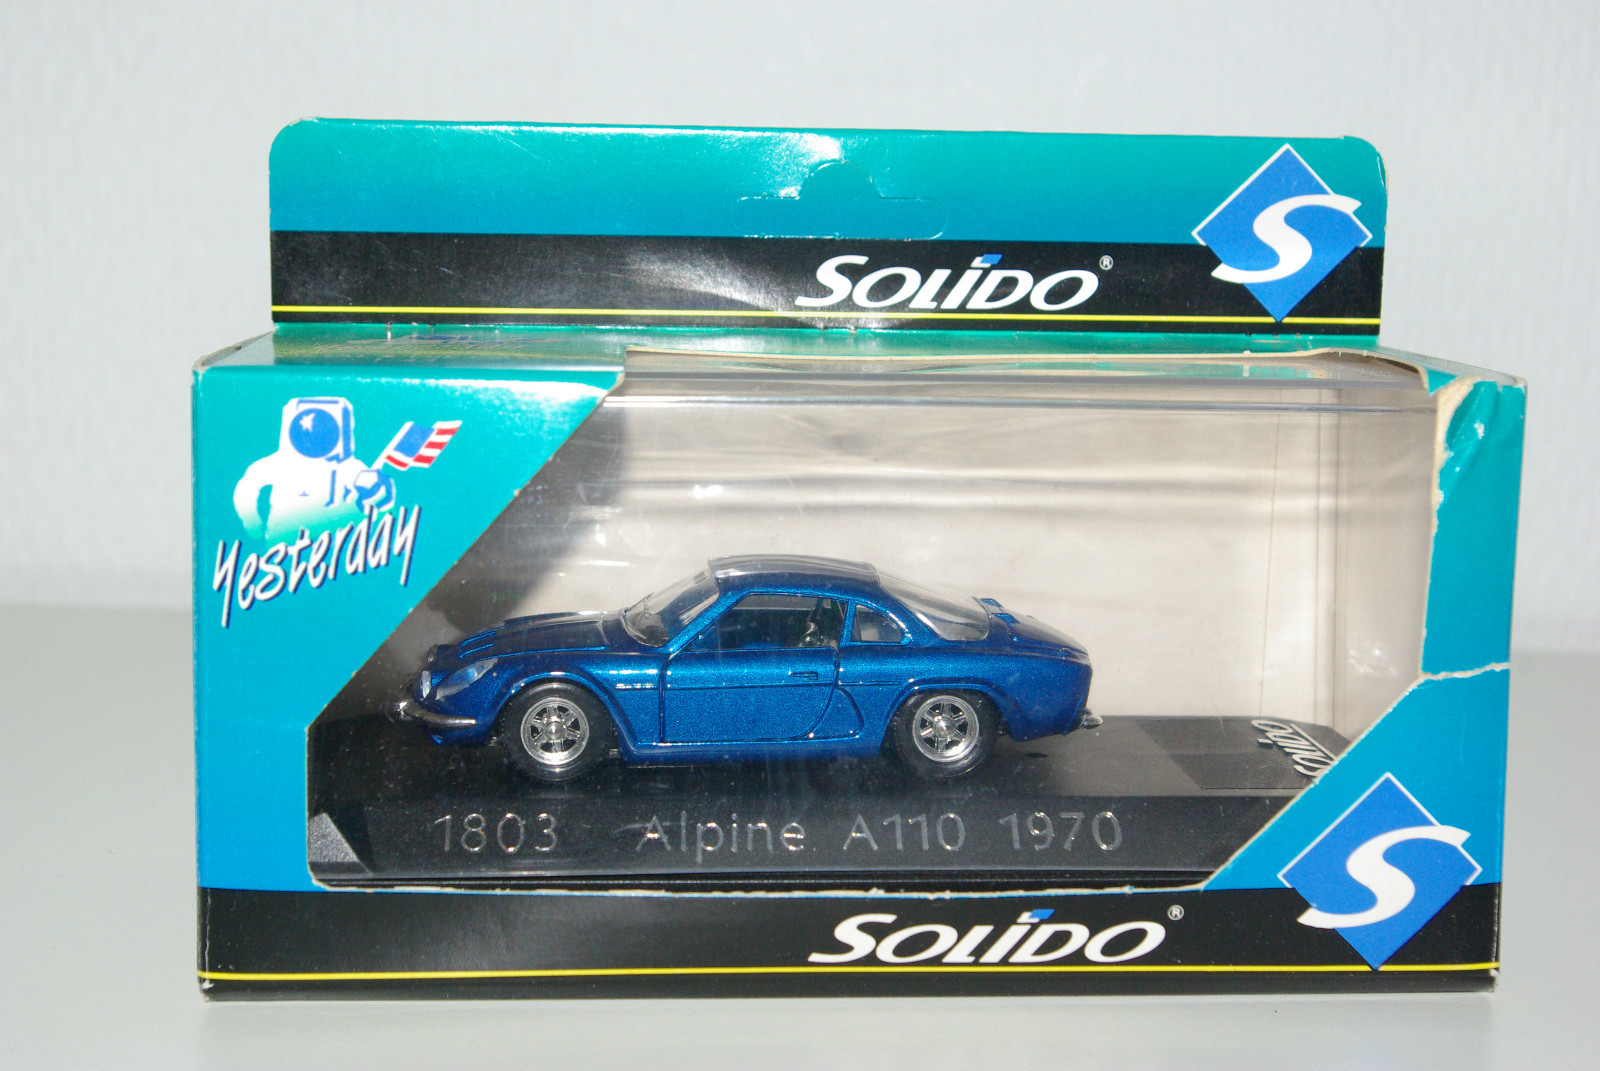 SOLIDO®
S
Yesterday
Solido
1803 Alpine A110 1970
S
SOLIDO®